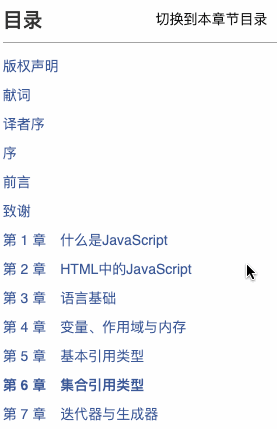 目录 切换到本章节目录
版权声明
献词
译者序
序
前言
致谢
第 1 章 什么是JavaScript
第 2 章 HTML中的JavaScript
第 3 章 语言基础
第 4 章 变量、作用域与内存
第 5 章 基本引用类型
第 6 章 集合引用类型
第 7 章 迭代器与生成器